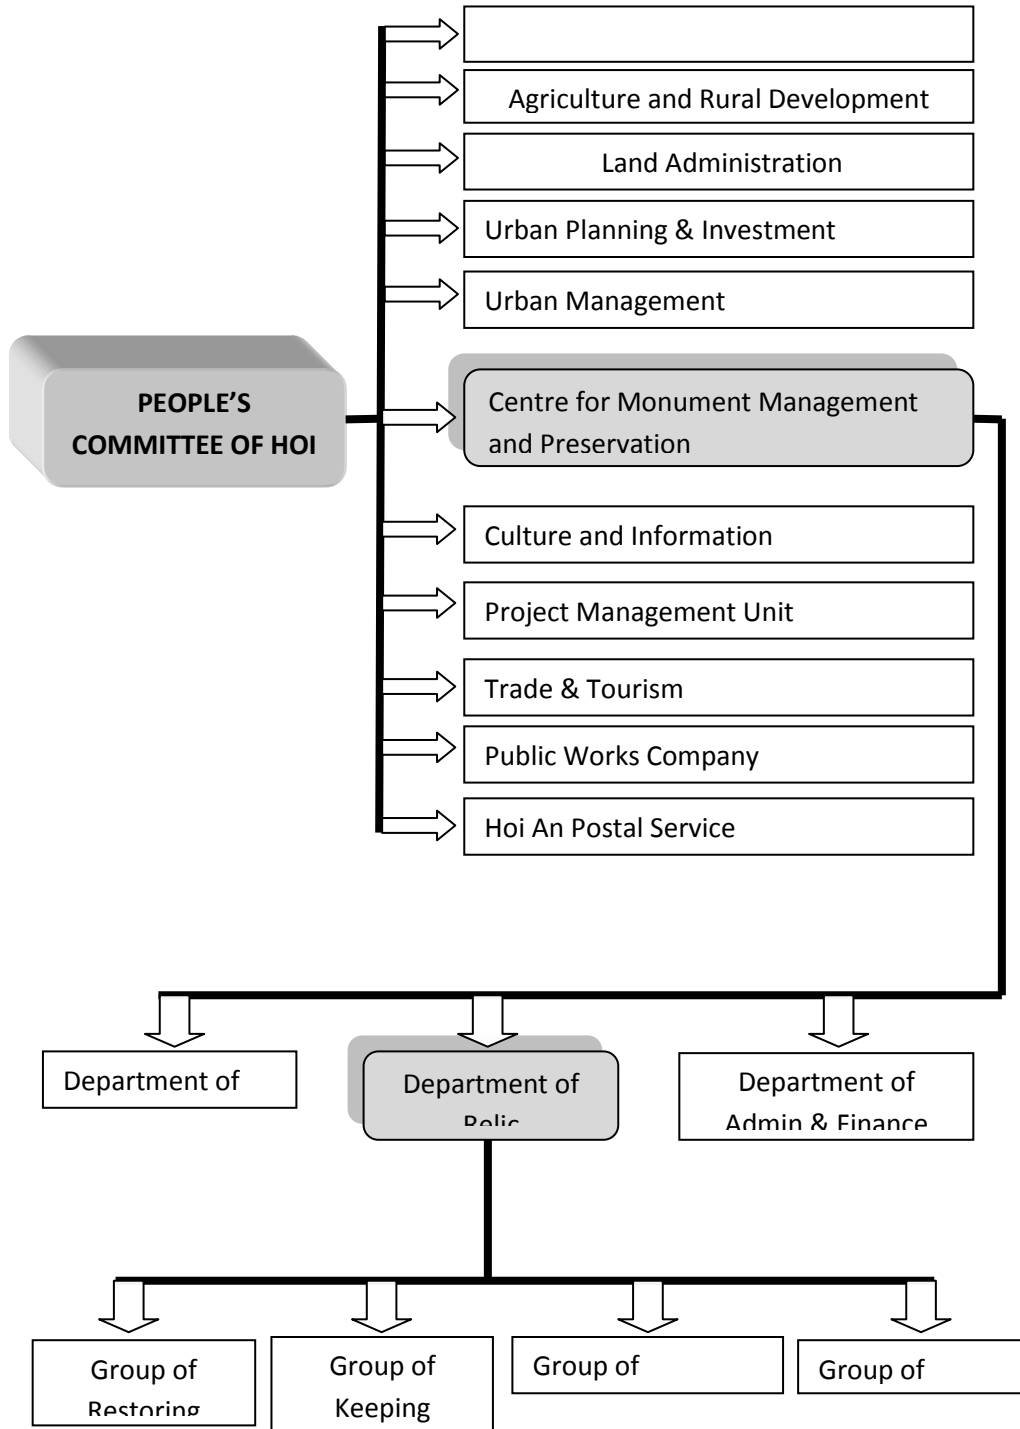 Agriculture and Rural Development
Land Administration
Urban Planning & Investment
Urban Management
PEOPLE’S
COMMITTEE OF HOI
Centre for Monument Management
and Preservation
Culture and Information
Project Management Unit
Trade & Tourism
Public Works Company
Hoi An Postal Service
Department of
Department of
Relic
Department of
Admin & Finance
Group of
Restoring
Group of
Keeping
Group of
Group of